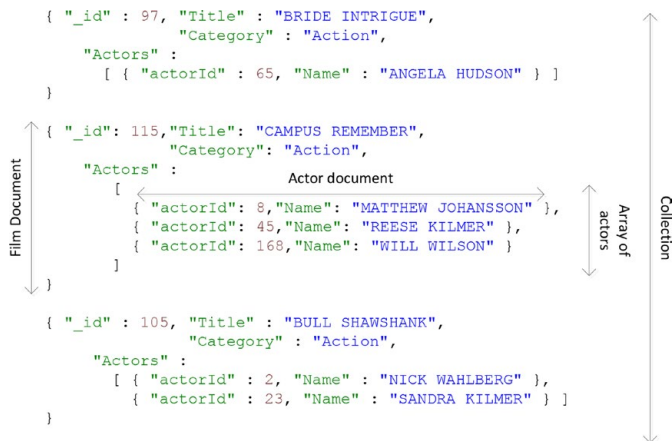 { "_id" : 97, "Title" : "BRIDE INTRIGUE",
"Category" : "Action",
"Actors" :
[ { "actorId" : 65, "Name" : "ANGELA HUDSON" } ]
}
{ "_id": 115,"Title": "CAMPUS REMEMBER",
"Category": "Action",
"Actors" :
[
Actor document
{ "actorId": 8,"Name": "MATTHEW JOHANSSON" },
{ "actorId": 45,"Name": "REESE KILMER" },
{ "actorId": 168,"Name": "WILL WILSON" }
]
}
Film Document
Array of
actors
Collection
{ "_id" : 105, "Title" : "BULL SHAWSHANK",
"Category" : "Action",
"Actors" :
[ { "actorId" : 2, "Name" : "NICK WAHLBERG" },
{ "actorId" : 23, "Name" : "SANDRA KILMER" } ]
}